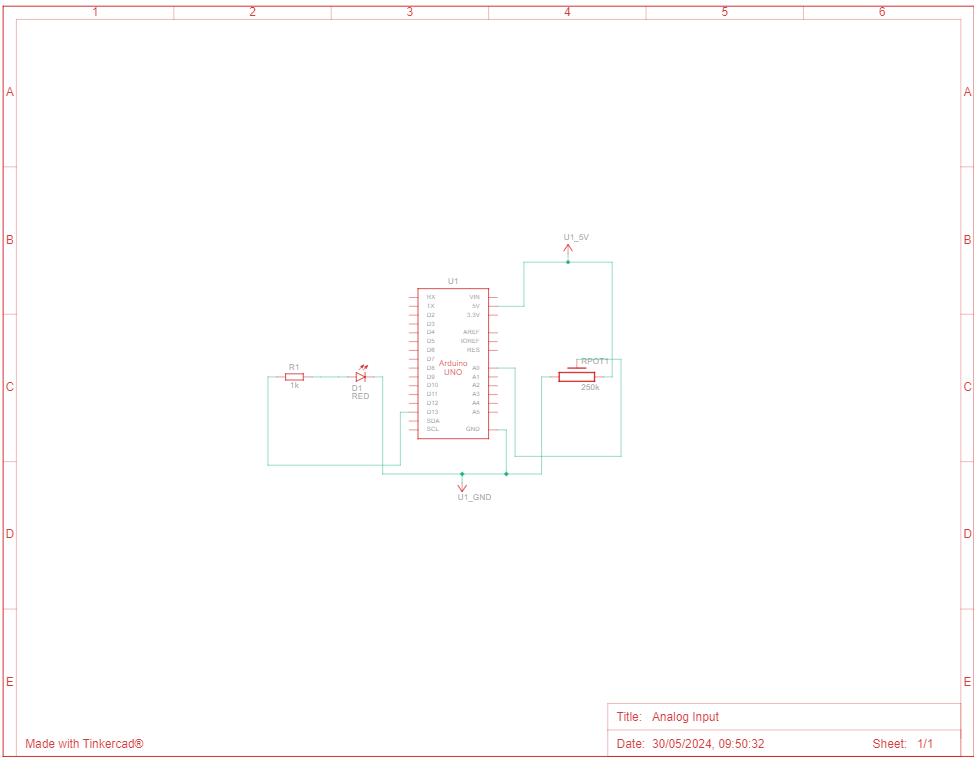 1 2 3 4 5 6
A A
B B
C C
D D
E E
U1_5V
U1
RX VIN
TX 5V
D2 3.3V
D3
D4 AREF
D5 IOREF
D6 RES
D7
D8 A0
D9 A1
D10 A2
D11 A3
D12 A4
D13 A5
SDA
SCL GND
Arduino
UNO
R1
1k
D1
RED
RPOT1
250k
U1_GND
Title: Analog Input
Made with Tinkercad®
Date: 30/05/2024, 09:50:32 Sheet: 1/1